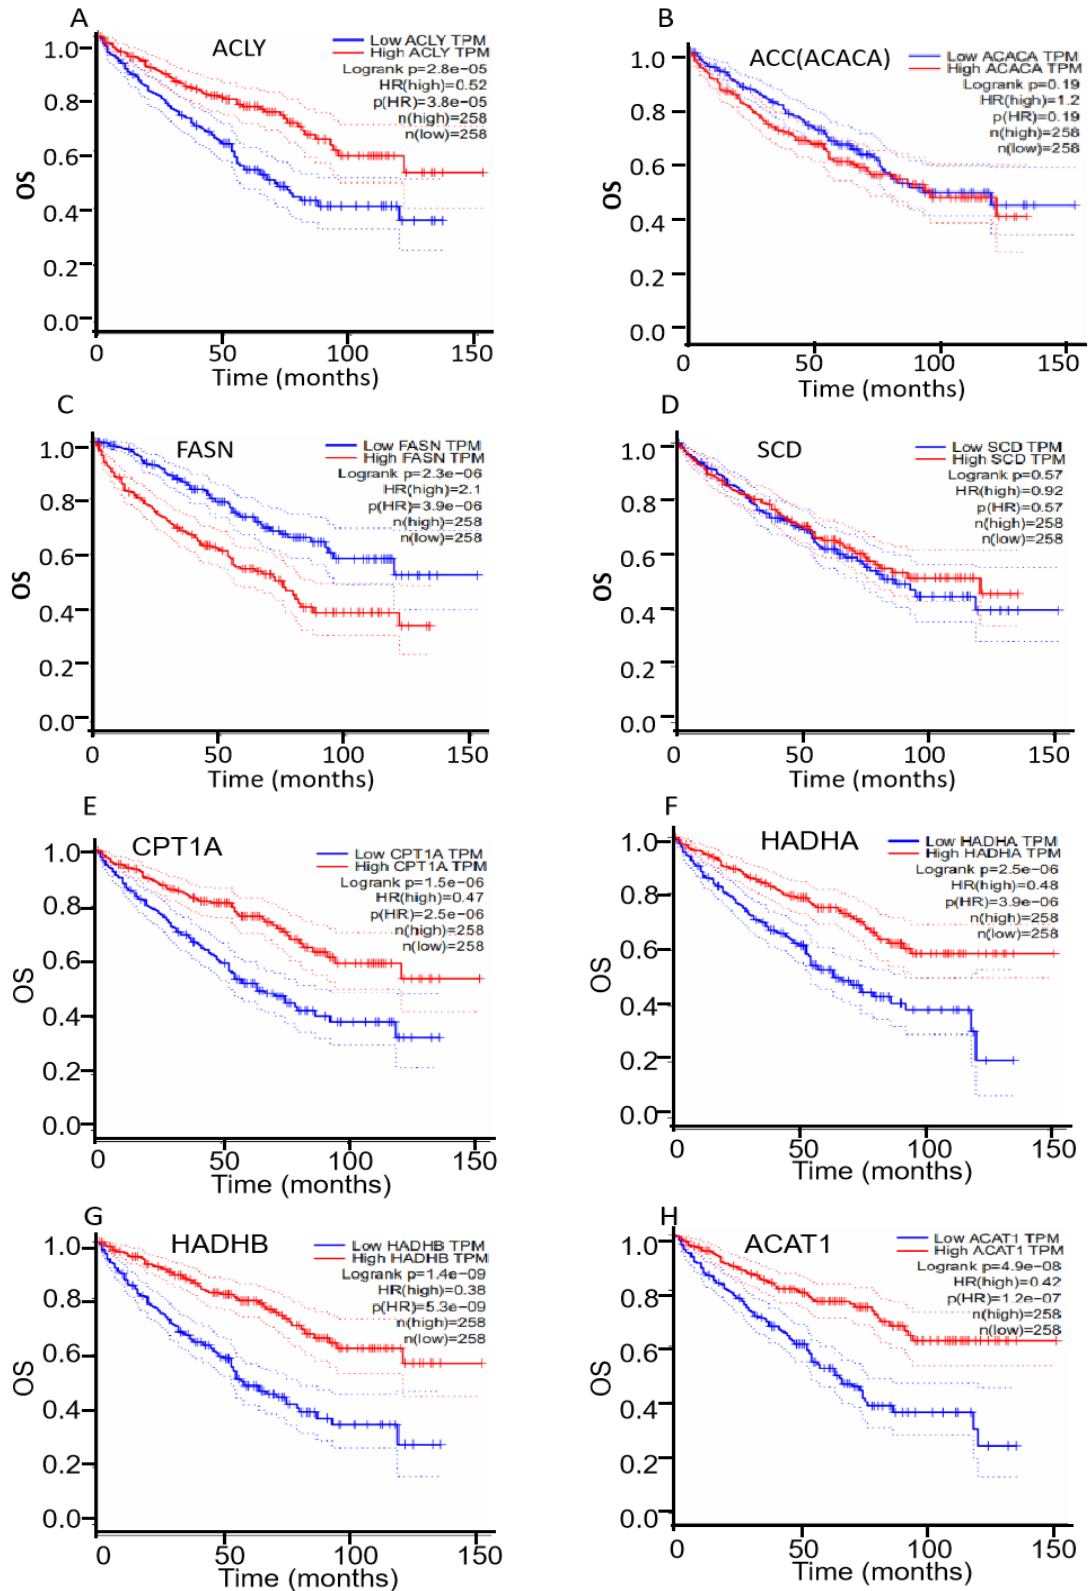 A
ACLY
Low ACLY TPM
High ACLY TPM
Logrank p=2.8e−05
HR(high)=0.52
p(HR)=3.8e−05
n(high)=258
n(low)=258
1.0
0.8
0.6
0.4
0.2
0.0
OS
0 50 100 150
Time (months)
B
ACC(ACACA)
Low ACACA TPM
High ACACA TPM
Logrank p=0.19
HR(high)=1.2
p(HR)=0.19
n(high)=258
n(low)=258
1.0
0.8
0.6
0.4
0.2
0.0
OS
0 50 100 150
Time (months)
C
FASN
Low FASN TPM
High FASN TPM
Logrank p=2.3e−06
HR(high)=2.1
p(HR)=3.9e−06
n(high)=258
n(low)=258
1.0
0.8
0.6
0.4
0.2
0.0
OS
0 50 100 150
Time (months)
D
SCD
Low SCD TPM
High SCD TPM
Logrank p=0.57
HR(high)=0.92
p(HR)=0.57
n(high)=258
n(low)=258
1.0
0.8
0.6
0.4
0.2
0.0
OS
0 50 100 150
Time (months)
E
CPT1A
Low CPT1A TPM
High CPT1A TPM
Logrank p=1.5e−06
HR(high)=0.47
p(HR)=2.5e−06
n(high)=258
n(low)=258
1.0
0.8
0.6
0.4
0.2
0.0
OS
0 50 100 150
Time (months)
F
HADHA
Low HADHA TPM
High HADHA TPM
Logrank p=2.5e−06
HR(high)=0.48
p(HR)=3.9e−06
n(high)=258
n(low)=258
1.0
0.8
0.6
0.4
0.2
0.0
OS
0 50 100 150
Time (months)
G
HADHB
Low HADHB TPM
High HADHB TPM
Logrank p=1.4e−09
HR(high)=0.38
p(HR)=5.3e−09
n(high)=258
n(low)=258
1.0
0.8
0.6
0.4
0.2
0.0
OS
0 50 100 150
Time (months)
H
ACAT1
Low ACAT1 TPM
High ACAT1 TPM
Logrank p=4.9e−08
HR(high)=0.42
p(HR)=1.2e−07
n(high)=258
n(low)=258
1.0
0.8
0.6
0.4
0.2
0.0
OS
0 50 100 150
Time (months)